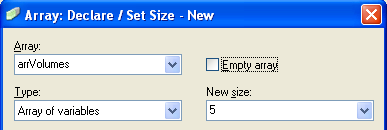 Array: Declare / Set Size - New
Array:
arrVolumes
Empty array
Type:
New size:
Array of variables
5